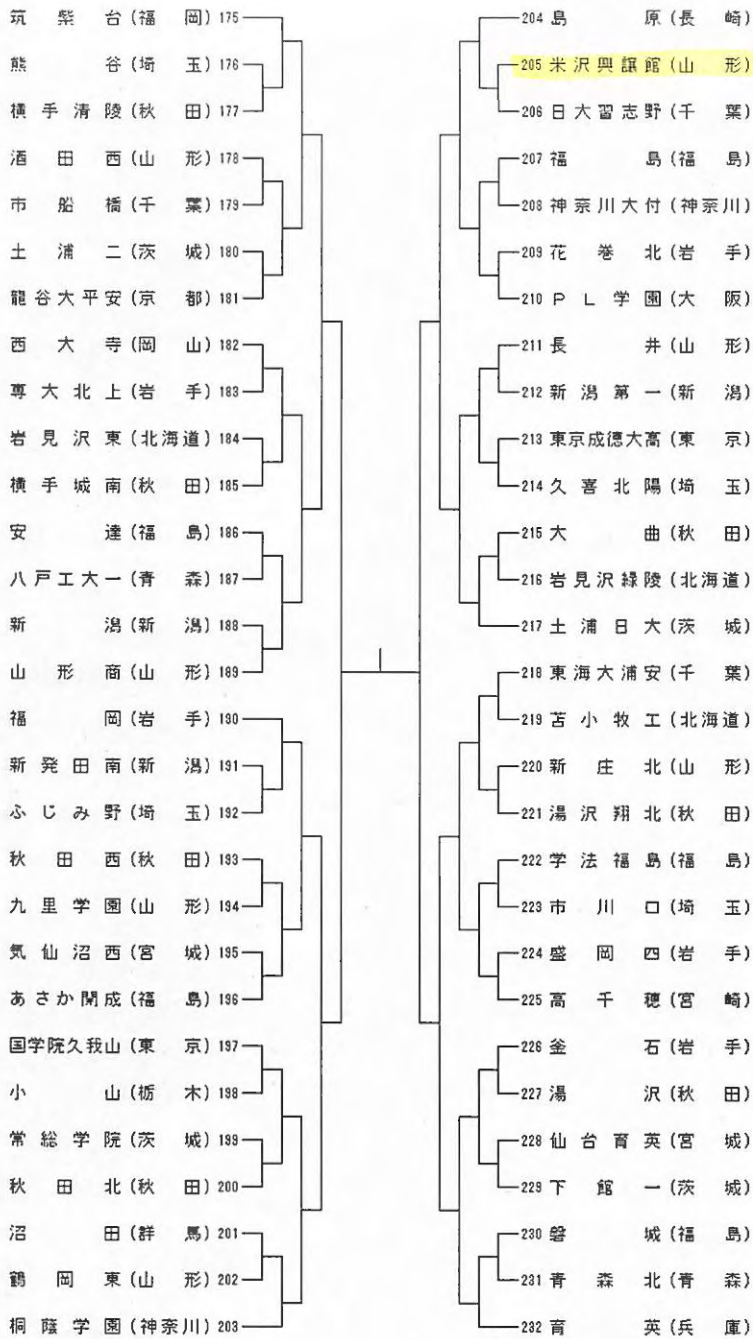 筑紫台(福岡) 175
熊谷(埼玉) 176
横手清陵(秋田) 177
酒田西(山形) 178
市船橋(千葉) 179
土浦二(茨城) 180
龍谷大平安(京都) 181
西大寺(岡山) 182
専大北上(岩手) 183
岩見沢東(北海道) 184
横手城南(秋田) 185
安達(福島) 186
八戸工大一(青森) 187
新潟(新潟) 188
山形商(山形) 189
福岡(岩手) 190
新発田南(新潟) 191
ふじみ野(埼玉) 192
秋田西(秋田) 193
九里学園(山形) 194
気仙沼西(宮城) 195
あさか開成(福島) 196
国学院久我山(東京) 197
小山(栃木) 198
常総学院(茨城) 199
秋田北(秋田) 200
沼田(群馬) 201
鶴岡東(山形) 202
桐蔭学園(神奈川) 203
204 島原(長崎)
205 米沢興譲館(山形)
206 日大習志野(千葉)
207 福島(福島)
208 神奈川大付(神奈川)
209 花巻北(岩手)
210 PL学園(大阪)
211 長井(山形)
212 新潟第一(新潟)
213 東京成徳大高(東京)
214 久喜北陽(埼玉)
215 大曲(秋田)
216 岩見沢緑陵(北海道)
217 土浦日大(茨城)
218 東海大浦安(千葉)
219 苫小牧工(北海道)
220 新庄北(山形)
221 湯沢翔北(秋田)
222 学法福島(福島)
223 市川口(埼玉)
224 盛岡四(岩手)
225 高千穂(宮崎)
226 釜石(岩手)
227 湯沢(秋田)
228 仙台育英(宮城)
229 下館一(茨城)
230 磐城(福島)
231 青森北(青森)
232 育英(兵庫)